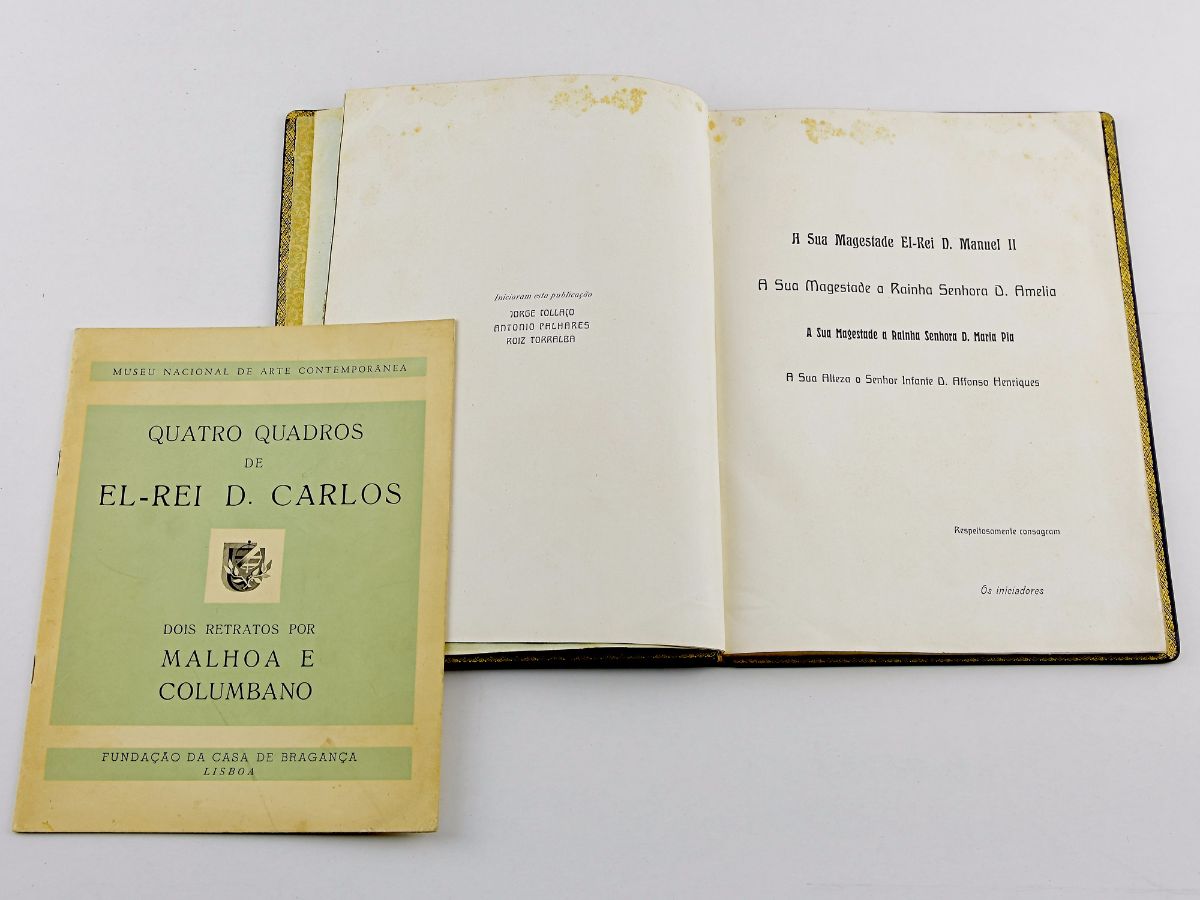 Iniciaram esta publicação
JORGE COLLAÇO
ANTONIO PALHARES
ROIZ TORRALBA
A Sua Magestade El-Rei D. Manuel II
A Sua Magestade a Rainha Senhora D. Amelia
A Sua Magestade a Rainha Senhora D. Maria Pia
A Sua Alteza o Senhor Infante D. Affonso Henriques
Respeitosamente consagram
Os iniciadores
MUSEU NACIONAL DE ARTE CONTEMPORÂNEA
QUATRO QUADROS
DE
EL-REI D. CARLOS
DOIS RETRATOS POR
MALHOA E
COLUMBANO
FUNDAÇÃO DA CASA DE BRAGANÇA
LISBOA